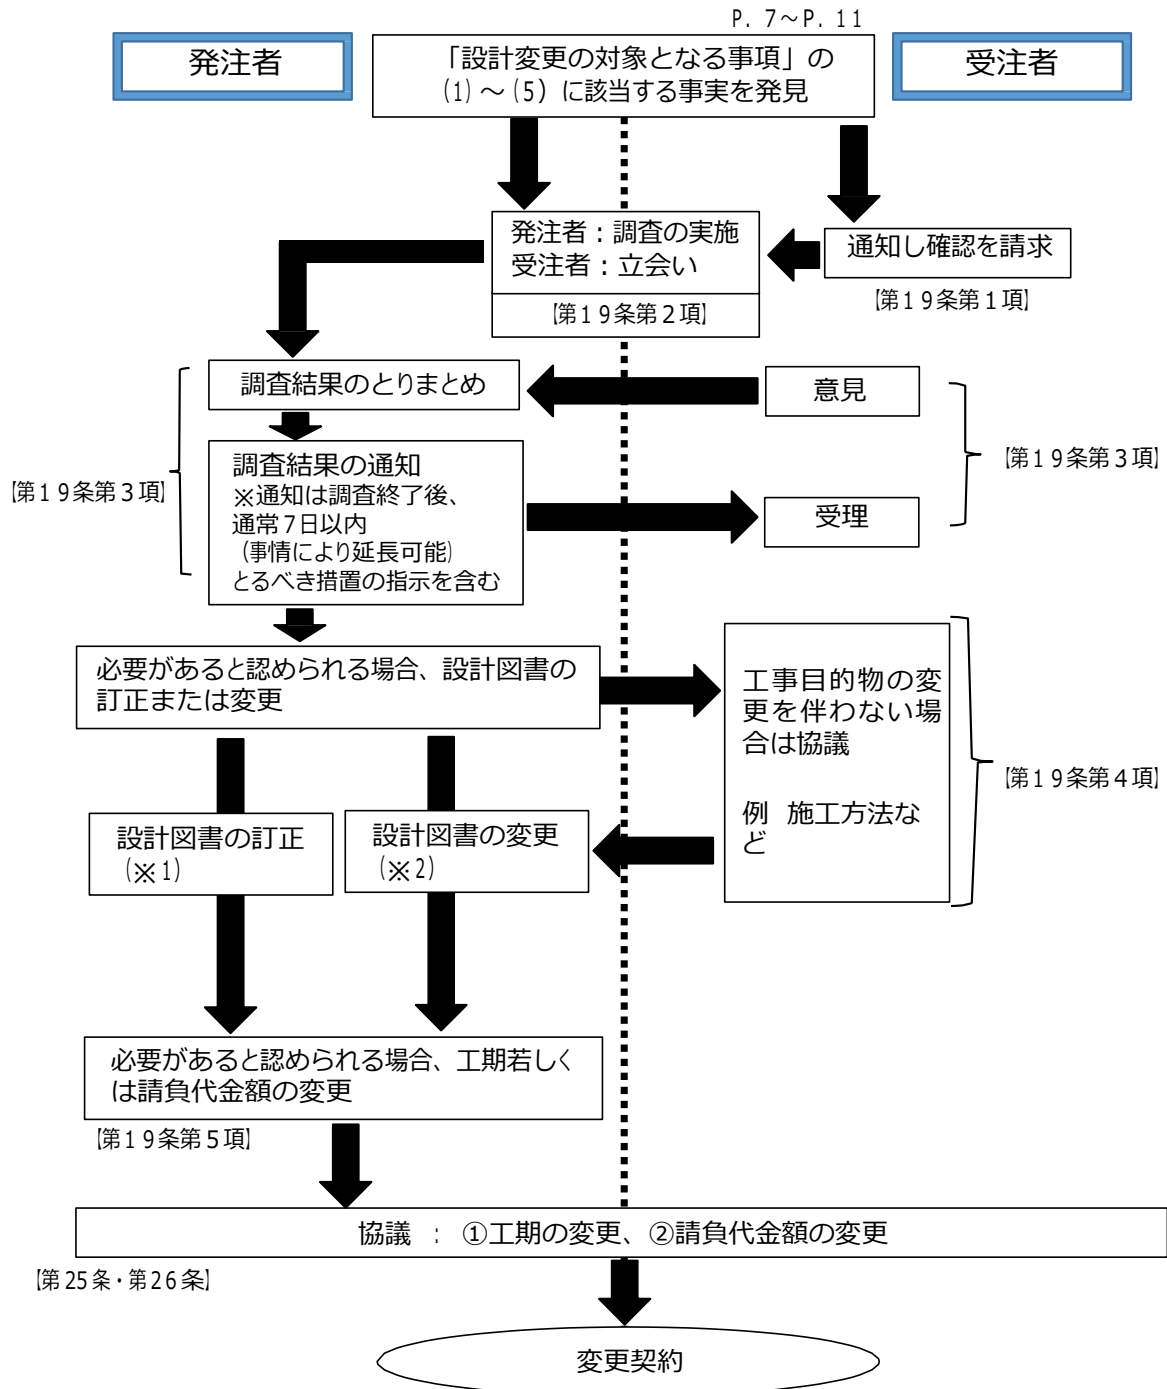 P. 7～P. 11
発注者
「設計変更の対象となる事項」の
(1)～(5) に該当する事実を発見
受注者
発注者：調査の実施
受注者：立会い
【第19条第2項】
通知し確認を請求
【第19条第1項】
調査結果のとりまとめ
意見
【第19条第3項】
調査結果の通知
※通知は調査終了後、
通常7日以内
(事情により延長可能)
とるべき措置の指示を含む
受理
【第19条第3項】
必要があると認められる場合、設計図書の
訂正または変更
工事目的物の変
更を伴わない場
合は協議
例 施工方法な
ど
【第19条第4項】
設計図書の訂正
(※1)
設計図書の変更
(※2)
必要があると認められる場合、工期若しく
は請負代金額の変更
【第19条第5項】
協議 : ①工期の変更、②請負代金額の変更
【第25条・第26条】
変更契約